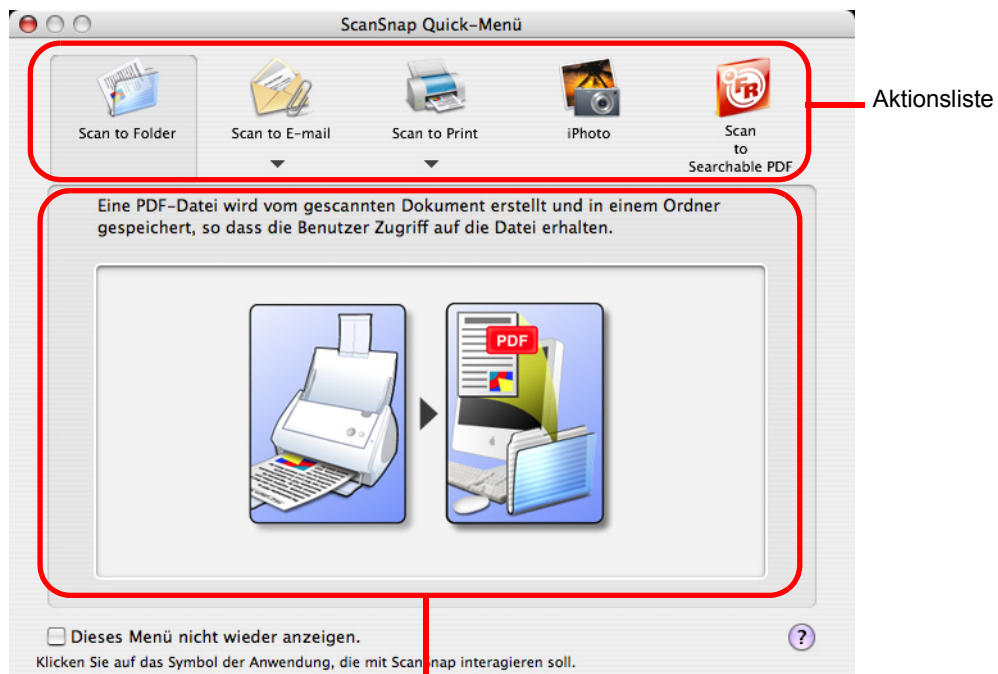 ScanSnap Quick-Menü
Scan to Folder
Scan to E-mail
Scan to Print
iPhoto
Scan
to
Searchable PDF
Aktionsliste
Eine PDF-Datei wird vom gescannten Dokument erstellt und in einem Ordner
gespeichert, so dass die Benutzer Zugriff auf die Datei erhalten.
PDF
Dieses Menü nicht wieder anzeigen.
?
Klicken Sie auf das Symbol der Anwendung, die mit ScanSnap interagieren soll.